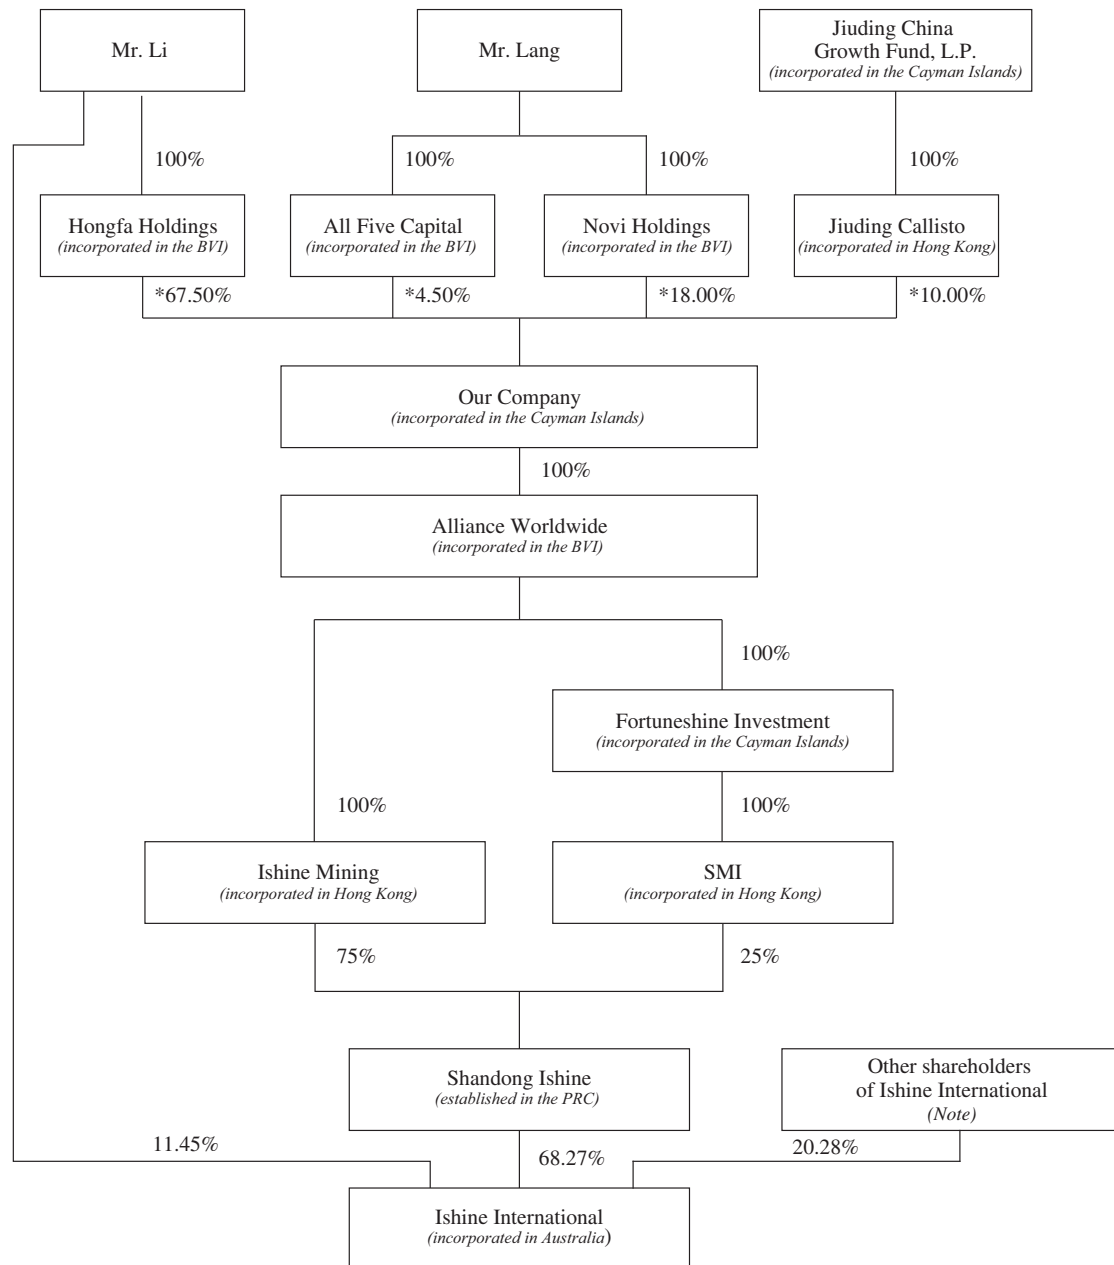 Mr. Li
Mr. Lang
Jiuding China
Growth Fund, L.P.
(incorporated in the Cayman Islands)
100%
100%
100%
100%
Hongfa Holdings
(incorporated in the BVI)
All Five Capital
(incorporated in the BVI)
Novi Holdings
(incorporated in the BVI)
Jiuding Callisto
(incorporated in Hong Kong)
*67.50%
*4.50%
*18.00%
*10.00%
Our Company
(incorporated in the Cayman Islands)
100%
Alliance Worldwide
(incorporated in the BVI)
100%
Fortuneshine Investment
(incorporated in the Cayman Islands)
100%
100%
Ishine Mining
(incorporated in Hong Kong)
SMI
(incorporated in Hong Kong)
75%
25%
Shandong Ishine
(established in the PRC)
Other shareholders
of Ishine International
(Note)
11.45%
68.27%
20.28%
Ishine International
(incorporated in Australia)